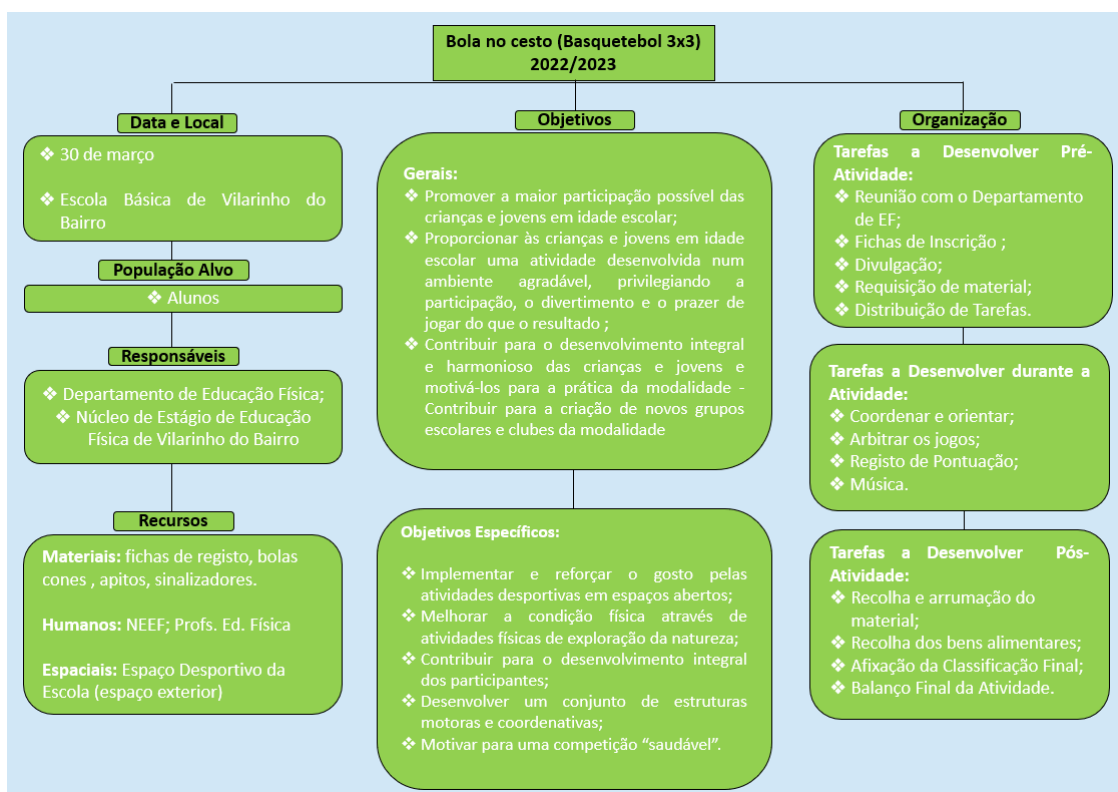 Bola no cesto (Basquetebol 3x3)
2022/2023
Data e Local
❖ 30 de março
❖ Escola Básica de Vilarinho do
Bairro
População Alvo
❖ Alunos
Responsáveis
❖ Departamento de Educação Física;
❖ Núcleo de Estágio de Educação
Física de Vilarinho do Bairro
Recursos
Materiais: fichas de registo, bolas
cones , apitos, sinalizadores.
Humanos: NEEF; Profs. Ed. Física
Espaciais: Espaço Desportivo da
Escola (espaço exterior)
Objetivos
Gerais:
❖ Promover a maior participação possível das
crianças e jovens em idade escolar;
❖ Proporcionar às crianças e jovens em idade
escolar uma atividade desenvolvida num
ambiente agradável, privilegiando a
participação, o divertimento e o prazer de
jogar do que o resultado ;
❖ Contribuir para o desenvolvimento integral
e harmonioso das crianças e jovens e
motivá-los para a prática da modalidade -
Contribuir para a criação de novos grupos
escolares e clubes da modalidade
Objetivos Específicos:
❖ Implementar e reforçar o gosto pelas
atividades desportivas em espaços abertos;
❖ Melhorar a condição física através de
atividades físicas de exploração da natureza;
❖ Contribuir para o desenvolvimento integral
dos participantes;
❖ Desenvolver um conjunto de estruturas
motoras e coordenativas;
❖ Motivar para uma competição “saudável”.
Organização
Tarefas a Desenvolver Pré-
Atividade:
❖ Reunião com o Departamento
de EF;
❖ Fichas de Inscrição ;
❖ Divulgação;
❖ Requisição de material;
❖ Distribuição de Tarefas.
Tarefas a Desenvolver durante a
Atividade:
❖ Coordenar e orientar;
❖ Arbitrar os jogos;
❖ Registo de Pontuação;
❖ Música.
Tarefas a Desenvolver Pós-
Atividade:
❖ Recolha e arrumação do
material;
❖ Recolha dos bens alimentares;
❖ Afixação da Classificação Final;
❖ Balanço Final da Atividade.